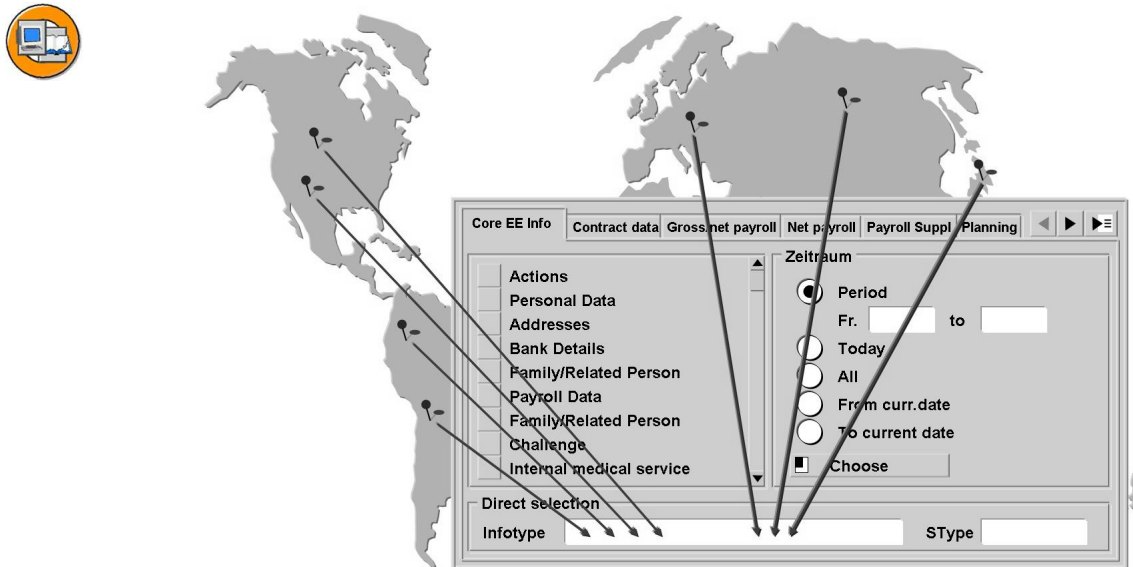 Core EE Info
Contract data
Gross/net payroll
Net payroll
Payroll Suppl
Planning
Actions
Personal Data
Addresses
Bank Details
Family/Related Person
Payroll Data
Family/Related Person
Challenge
Internal medical service
Zeitraum
Period
Fr. to
Today
All
From curr.date
To current date
Choose
Direct selection
Infotype SType